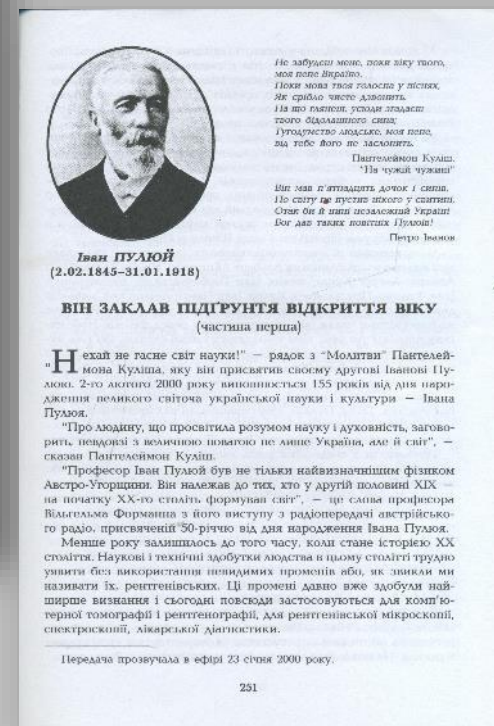 Не забудеш мене, поки віку твого,
моя нене Вкраїно.
Поки мова твоя голосна у піснях,
Як срібло чисте дзвонить.
На що глянеш, усюди згадаєш
твого бідолашного сина;
Тугодумство людське, моя нене,
від тебе його не заслонить.
Пантелеймон Куліш.
"На чужій чужині"
Він мав п'ятнадцять дочок і синів,
По світу не пустив нікого у свитині.
Отак би й нині незалежній Україні
Бог дав таких новітніх Пулюїв!
Петро Іванов
Іван ПУЛЮЙ
(2.02.1845–31.01.1918)
ВІН ЗАКЛАВ ПІДҐРУНТЯ ВІДКРИТТЯ ВІКУ
(частина перша)
"Нехай не гасне світ науки!" — рядок з "Молитви" Пантелей-
мона Куліша, яку він присвятив своєму другові Іванові Пу-
люю. 2-го лютого 2000 року виповнюється 155 років від дня наро-
дження великого світоча української науки і культури — Івана
Пулюя.
"Про людину, що просвітила розумом науку і духовність, загово-
рить невдовзі з величною повагою не лише Україна, але й світ", —
сказав Пантелеймон Куліш.
"Професор Іван Пулюй був не тільки найвизначнішим фізиком
Австро-Угорщини. Він належав до тих, хто у другій половині XIX —
на початку XX-го століть формував світ", — це слова професора
Вільгельма Форманна з його виступу з радіопередачі австрійсько-
го радіо, присвяченій 50-річчю від дня народження Івана Пулюя.
Менше року залишилось до того часу, коли стане історією XX
століття. Наукові і технічні здобутки людства в цьому столітті трудно
уявити без використання невидимих променів або, як звикли ми
називати їх, рентгенівських. Ці промені давно вже здобули най-
ширше визнання і сьогодні повсюди застосовуються для комп'ю-
терної томографії і рентгенографії, для рентгенівської мікроскопії,
спектроскопії, лікарської діагностики.
Передача прозвучала в ефірі 23 січня 2000 року.
251